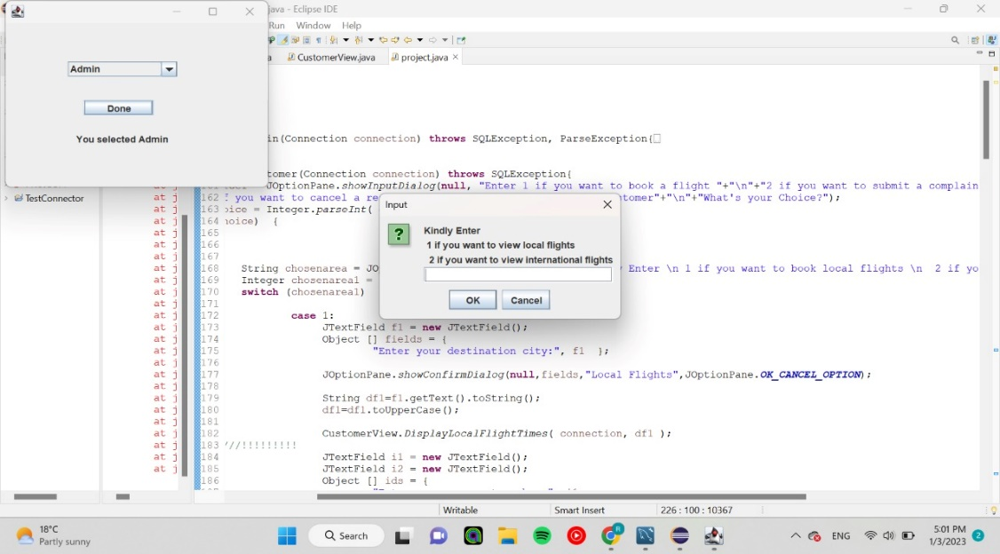 java - Eclipse IDE
Run Window Help
a CustomerView.java project.java
Admin
Done
You selected Admin
in(Connection connection) throws SQLException, ParseException{
tomer(Connection connection) throws SQLException{
JOptionPane.showInputDialog(null, "Enter 1 if you want to book a flight "+"\n"+"2 if you want to submit a complain
TestConnector
at j 162 f you want to cancel a re tomer"+"\n"+"What's your Choice?");
at j 163 oice = Integer.parseInt(
at j 164 hoice) {
at j 165
at j 166
at j 167
at j 168 String chosenarea = JO y Enter \n 1 if you want to book local flights \n 2 if yo
at j 169 Integer chosenarea1 =
at j 170 switch (chosenarea1)
at j 171
at j 172 case 1:
at j 173 JTextField f1 = new JTextField();
at j 174 Object [] fields = {
at j 175 "Enter your destination city:", f1 };
at j 176
at j 177 JOptionPane.showConfirmDialog(null,fields,"Local Flights",JOptionPane.OK_CANCEL_OPTION);
at j 178
at j 179 String df1=f1.getText().toString();
at j 180 df1=df1.toUpperCase();
at j 181
at j 182 CustomerView.DisplayLocalFlightTimes( connection, df1 );
at j 183 //!!!!!!!!!
at j 184 JTextField i1 = new JTextField();
at j 185 JTextField i2 = new JTextField();
186 Object [] ids = {
Input
Kindly Enter
1 if you want to view local flights
2 if you want to view international flights
OK Cancel
Writable Smart Insert 226 : 100 : 10367
18°C
Partly sunny
Search
ENG
5:01 PM
1/3/2023
2